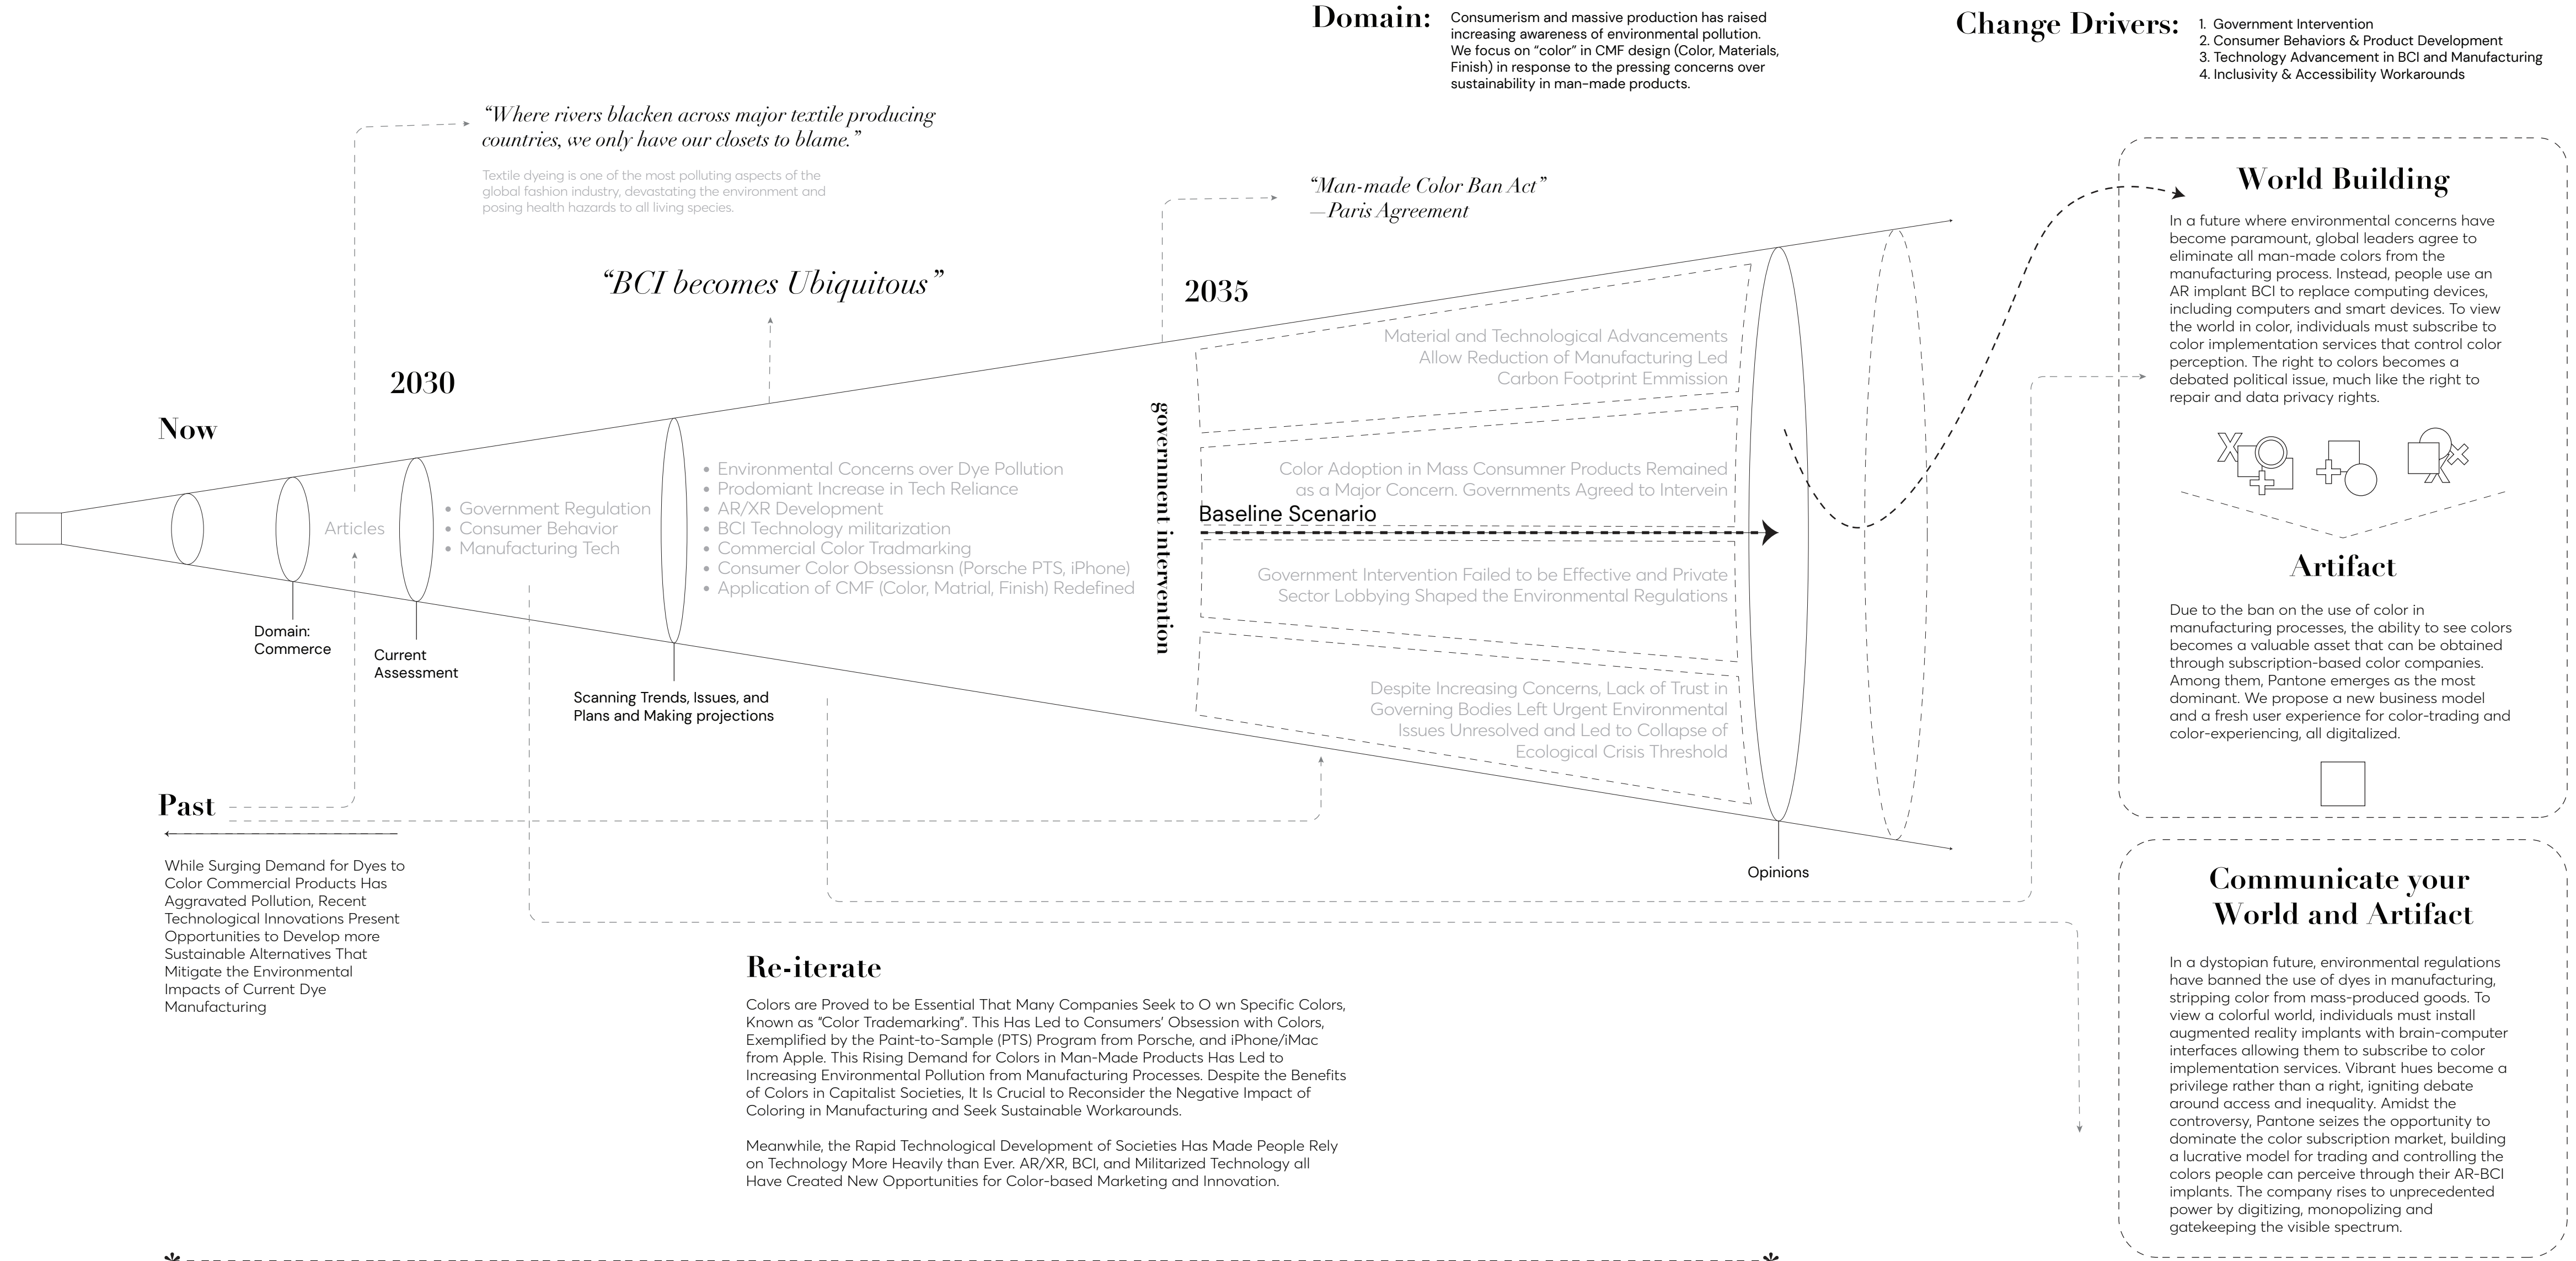 Domain:
Consumerism and massive production has raised
increasing awareness of environmental pollution.
We focus on “color” in CMF design (Color, Materials,
Finish) in response to the pressing concerns over
sustainability in man-made products.
Change Drivers:
1. Government Intervention
2. Consumer Behaviors & Product Development
3. Technology Advancement in BCI and Manufacturing
4. Inclusivity & Accessibility Workarounds
“Where rivers blacken across major textile producing
countries, we only have our closets to blame.”
Textile dyeing is one of the most polluting aspects of the
global fashion industry, devastating the environment and
posing health hazards to all living species.
“Man-made Color Ban Act”
—Paris Agreement
“BCI becomes Ubiquitous”
2035
2030
Now
Articles
• Government Regulation
• Consumer Behavior
• Manufacturing Tech
• Environmental Concerns over Dye Pollution
• Prodomiant Increase in Tech Reliance
• AR/XR Development
• BCI Technology militarization
• Commercial Color Tradmarking
• Consumer Color Obsessionsn (Porsche PTS, iPhone)
• Application of CMF (Color, Matrial, Finish) Redefined
government intervention
Material and Technological Advancements
Allow Reduction of Manufacturing Led
Carbon Footprint Emmission
Color Adoption in Mass Consumner Products Remained
as a Major Concern. Governments Agreed to Intervein
Baseline Scenario
Government Intervention Failed to be Effective and Private
Sector Lobbying Shaped the Environmental Regulations
Despite Increasing Concerns, Lack of Trust in
Governing Bodies Left Urgent Environmental
Issues Unresolved and Led to Collapse of
Ecological Crisis Threshold
Domain:
Commerce
Current
Assessment
Scanning Trends, Issues, and
Plans and Making projections
Opinions
Past
While Surging Demand for Dyes to
Color Commercial Products Has
Aggravated Pollution, Recent
Technological Innovations Present
Opportunities to Develop more
Sustainable Alternatives That
Mitigate the Environmental
Impacts of Current Dye
Manufacturing
Re-iterate
Colors are Proved to be Essential That Many Companies Seek to O wn Specific Colors,
Known as “Color Trademarking”. This Has Led to Consumers’ Obsession with Colors,
Exemplified by the Paint-to-Sample (PTS) Program from Porsche, and iPhone/iMac
from Apple. This Rising Demand for Colors in Man-Made Products Has Led to
Increasing Environmental Pollution from Manufacturing Processes. Despite the Benefits
of Colors in Capitalist Societies, It Is Crucial to Reconsider the Negative Impact of
Coloring in Manufacturing and Seek Sustainable Workarounds.
Meanwhile, the Rapid Technological Development of Societies Has Made People Rely
on Technology More Heavily than Ever. AR/XR, BCI, and Militarized Technology all
Have Created New Opportunities for Color-based Marketing and Innovation.
World Building
In a future where environmental concerns have
become paramount, global leaders agree to
eliminate all man-made colors from the
manufacturing process. Instead, people use an
AR implant BCI to replace computing devices,
including computers and smart devices. To view
the world in color, individuals must subscribe to
color implementation services that control color
perception. The right to colors becomes a
debated political issue, much like the right to
repair and data privacy rights.
Artifact
Due to the ban on the use of color in
manufacturing processes, the ability to see colors
becomes a valuable asset that can be obtained
through subscription-based color companies.
Among them, Pantone emerges as the most
dominant. We propose a new business model
and a fresh user experience for color-trading and
color-experiencing, all digitalized.
Communicate your
World and Artifact
In a dystopian future, environmental regulations
have banned the use of dyes in manufacturing,
stripping color from mass-produced goods. To
view a colorful world, individuals must install
augmented reality implants with brain-computer
interfaces allowing them to subscribe to color
implementation services. Vibrant hues become a
privilege rather than a right, igniting debate
around access and inequality. Amidst the
controversy, Pantone seizes the opportunity to
dominate the color subscription market, building
a lucrative model for trading and controlling the
colors people can perceive through their AR-BCI
implants. The company rises to unprecedented
power by digitizing, monopolizing and
gatekeeping the visible spectrum.